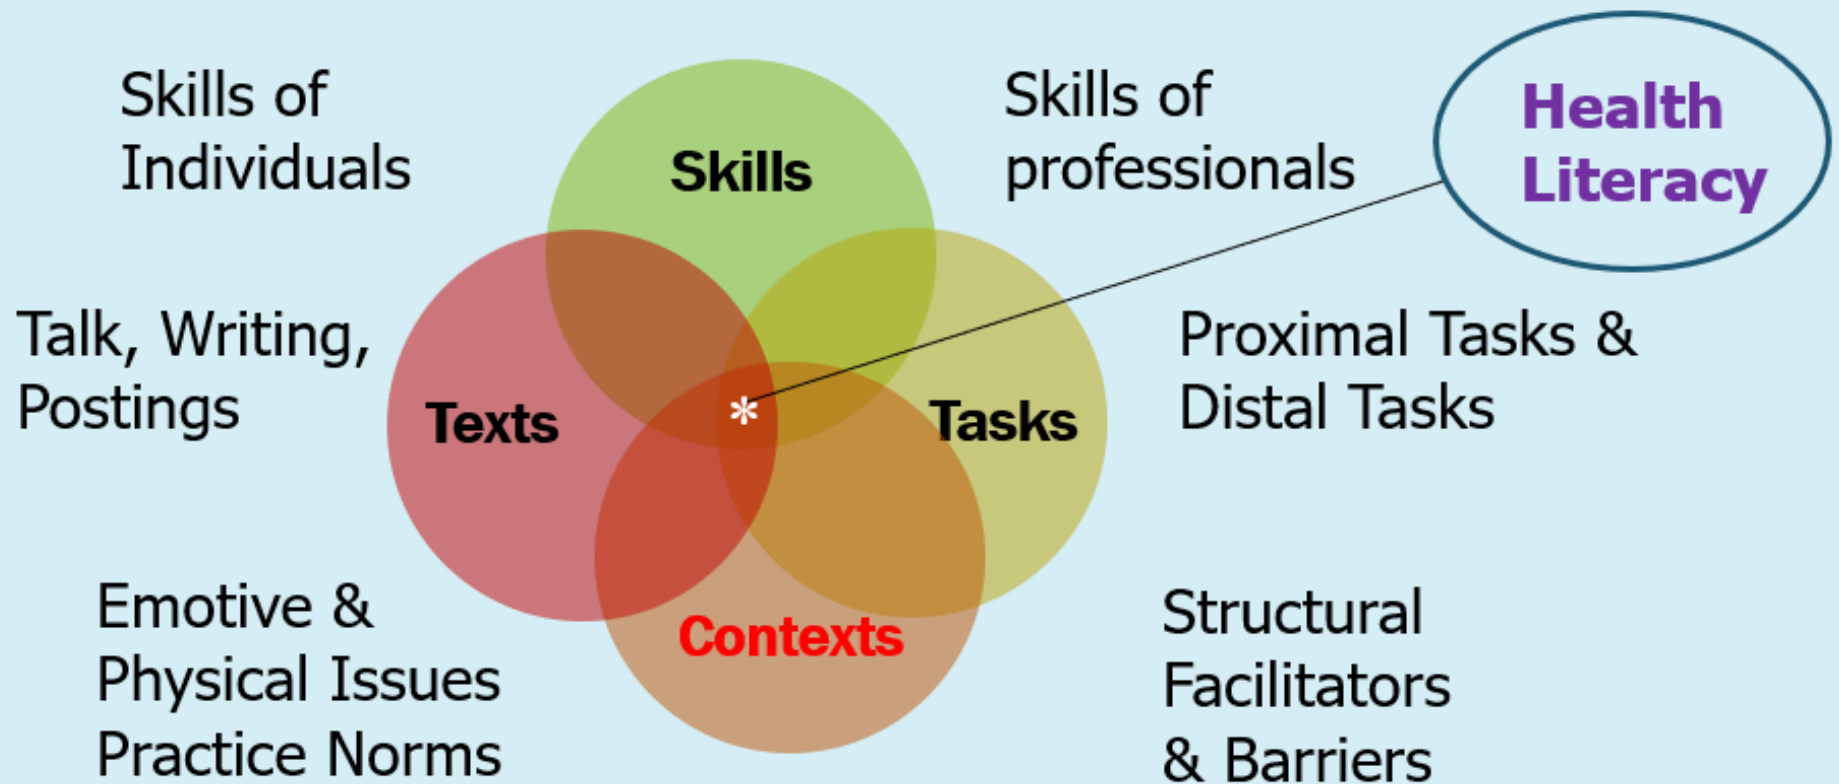 Skills of
Individuals
Skills
Skills of
professionals
Health
Literacy
Talk, Writing,
Postings
Texts
*
Tasks
Proximal Tasks &
Distal Tasks
Emotive &
Physical Issues
Practice Norms
Contexts
Structural
Facilitators
& Barriers